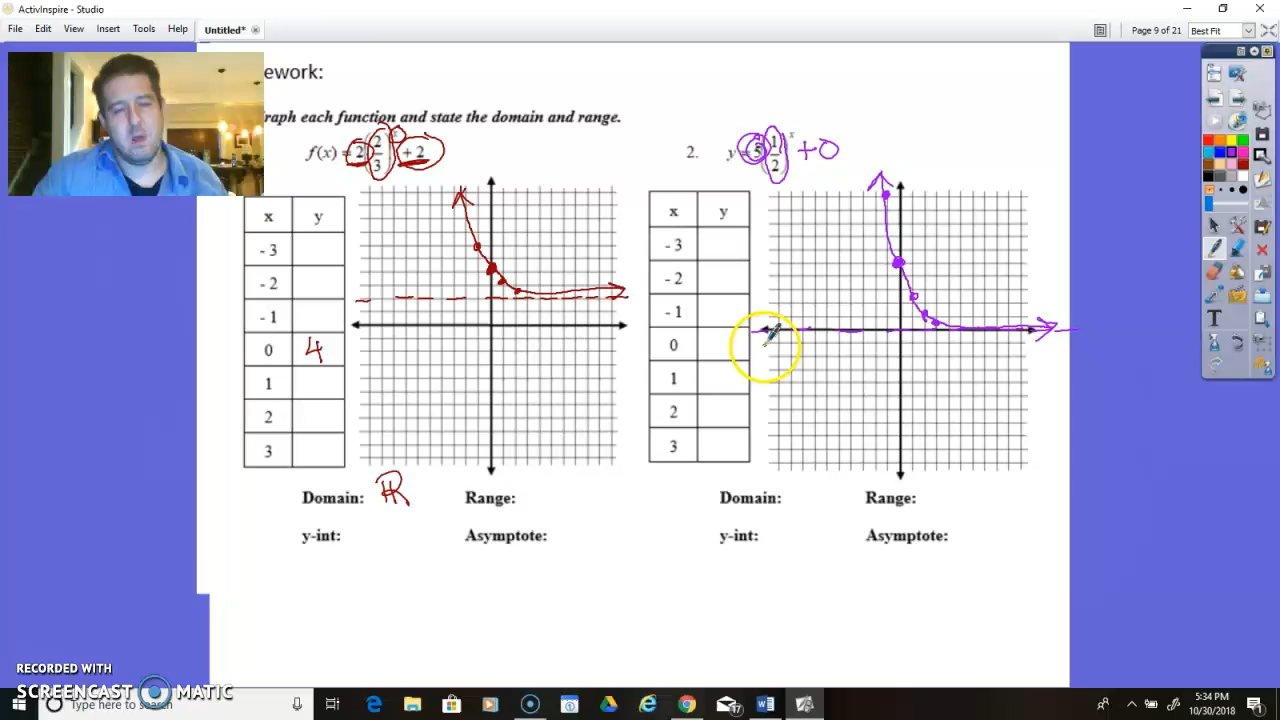 ActivInspire - Studio
File Edit View Insert Tools Help Untitled* Page 9 of 21 Best Fit
ework:
raph each function and state the domain and range.
f(x) = 2(2/3)^x + 2
x y
- 3
- 2
- 1
0 4
1
2
3
Domain: ℝ Range:
y-int: Asymptote:
2. y = 5(1/2)^x +0
x y
- 3
- 2
- 1
0
1
2
3
Domain: Range:
y-int: Asymptote:
RECORDED WITH
SCREENCAST MATIC
Type here to search
17
5:34 PM
10/30/2018
1